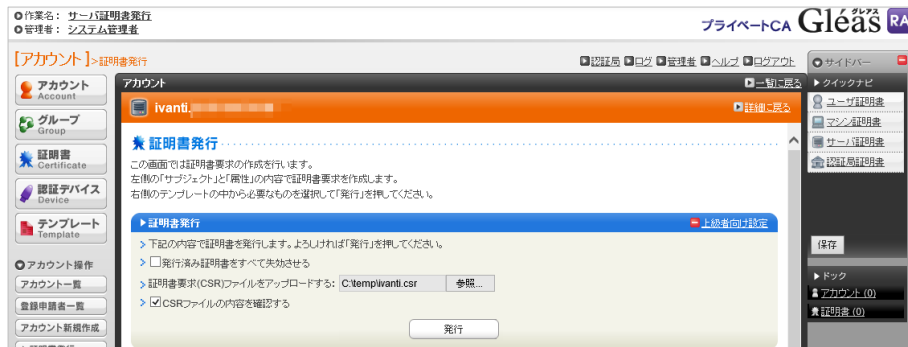 作業名： サーバ証明書発行
管理者： システム管理者
プライベートCA Gléas RA
グレアス
[アカウント]>証明書発行
認証局 ログ 管理者 ヘルプ ログアウト
サイドバー
アカウント
Account
グループ
Group
証明書
Certificate
認証デバイス
Device
テンプレート
Template
アカウント操作
アカウント一覧
登録申請者一覧
アカウント新規作成
アカウント
一覧に戻る
ivanti.
詳細に戻る
証明書発行
この画面では証明書要求の作成を行います。
左側の「サブジェクト」と「属性」の内容で証明書要求を作成します。
右側のテンプレートの中から必要なものを選択して「発行」を押してください。
証明書発行
上級者向け設定
下記の内容で証明書を発行します。よろしければ「発行」を押してください。
発行済み証明書をすべて失効させる
証明書要求(CSR)ファイルをアップロードする: C:\temp\ivanti.csr 参照...
CSRファイルの内容を確認する
発行
クイックナビ
ユーザ証明書
マシン証明書
サーバ証明書
認証局証明書
保存
ドック
アカウント (0)
証明書 (0)